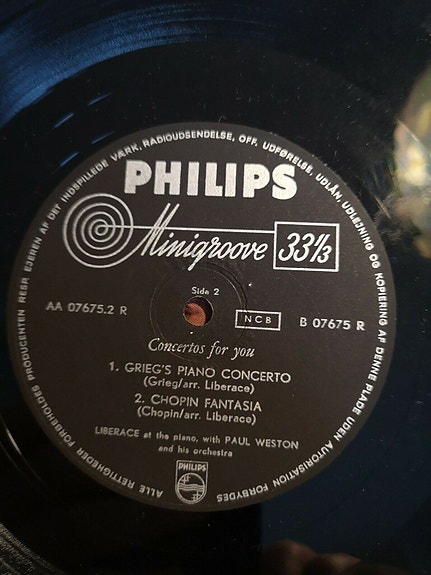 PHILIPS
Minigroove 33⅓
Side 2
AA 07675.2 R
NCB
B 07675 R
Concertos for you
1. GRIEG'S PIANO CONCERTO
(Grieg/arr. Liberace)
2. CHOPIN FANTASIA
(Chopin/arr. Liberace)
LIBERACE at the piano, with PAUL WESTON
and his orchestra
PHILIPS
ALLE RETTIGHEDER FORBEHOLDES PRODUCENTEN RESP. EJEREN AF DET INDSPILLEDE VÆRK. RADIOUDSENDELSE, OFF. UDFØRELSE, UDLÅN, UDLEJNING OG KOPIERING AF DENNE PLADE UDEN AUTORISATION FORBYDES